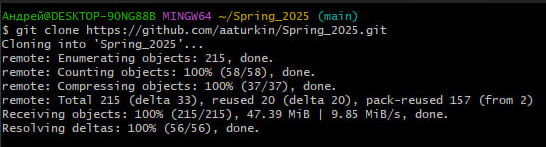 Андрей@DESKTOP-9ONG88B MINGW64 ~/Spring_2025 (main)
$ git clone https://github.com/aaturkin/Spring_2025.git
Cloning into 'Spring_2025'...
remote: Enumerating objects: 215, done.
remote: Counting objects: 100% (58/58), done.
remote: Compressing objects: 100% (37/37), done.
remote: Total 215 (delta 33), reused 20 (delta 20), pack-reused 157 (from 2)
Receiving objects: 100% (215/215), 47.39 MiB | 9.85 MiB/s, done.
Resolving deltas: 100% (56/56), done.